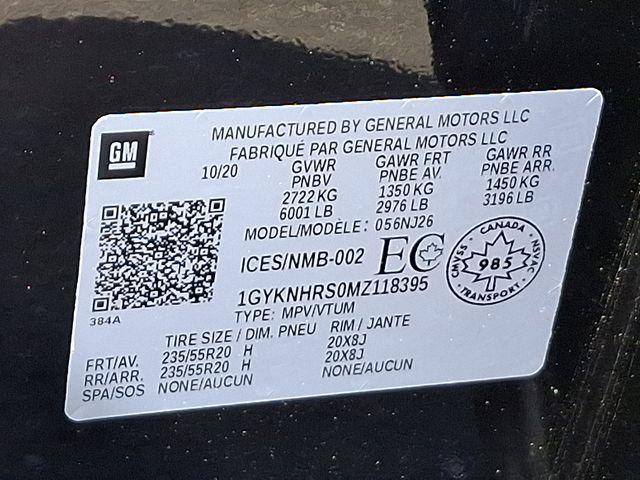 GM
MANUFACTURED BY GENERAL MOTORS LLC
FABRIQUÉ PAR GENERAL MOTORS LLC
10/20 GVWR GAWR FRT GAWR RR
PNBV PNBE AV. PNBE ARR.
2722 KG 1350 KG 1450 KG
6001 LB 2976 LB 3196 LB
MODEL/MODÈLE: 056NJ26
ICES/NMB-002 EC
CANADA
CMVSS 985 NSVAC
TRANSPORT
1GYKNHRS0MZ118395
TYPE: MPV/VTUM
384A
TIRE SIZE / DIM. PNEU RIM / JANTE
FRT/AV. 235/55R20 H 20X8J
RR/ARR. 235/55R20 H 20X8J
SPA/SOS NONE/AUCUN NONE/AUCUN